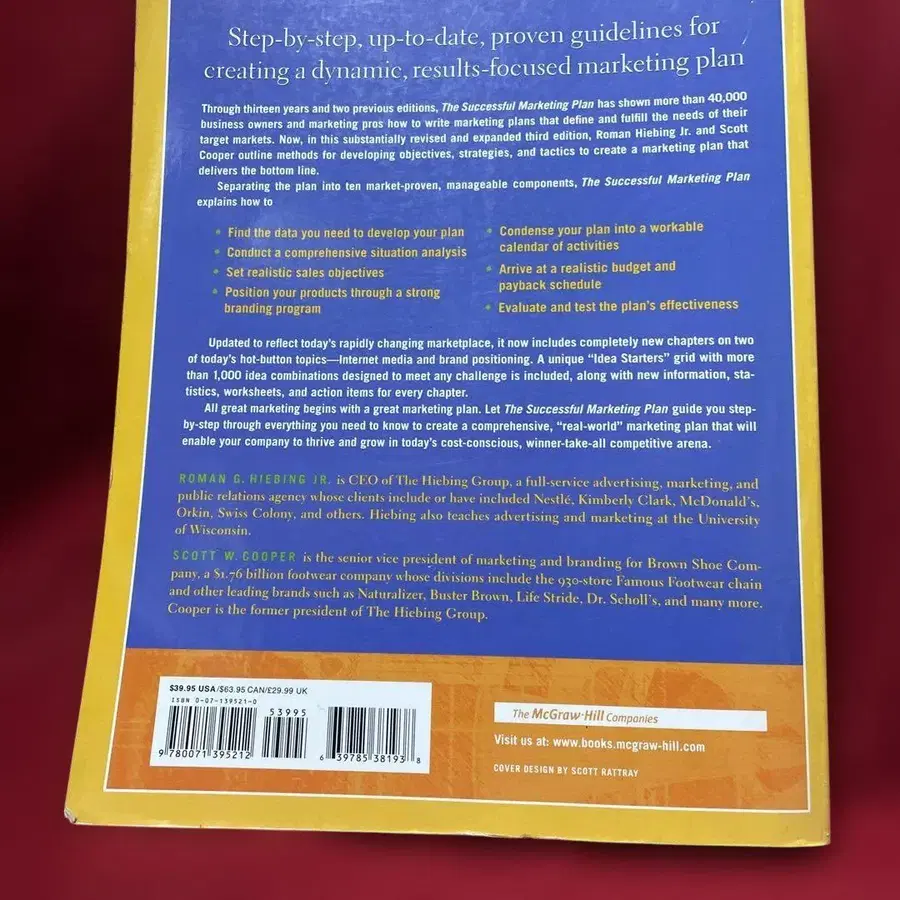 Step-by-step, up-to-date, proven guidelines for
creating a dynamic, results-focused marketing plan
Through thirteen years and two previous editions, The Successful Marketing Plan has shown more than 40,000
business owners and marketing pros how to write marketing plans that define and fulfill the needs of their
target markets. Now, in this substantially revised and expanded third edition, Roman Hiebing Jr. and Scott
Cooper outline methods for developing objectives, strategies, and tactics to create a marketing plan that
delivers the bottom line.
Separating the plan into ten market-proven, manageable components, The Successful Marketing Plan
explains how to
• Find the data you need to develop your plan
• Conduct a comprehensive situation analysis
• Set realistic sales objectives
• Position your products through a strong
branding program
• Condense your plan into a workable
calendar of activities
• Arrive at a realistic budget and
payback schedule
• Evaluate and test the plan's effectiveness
Updated to reflect today's rapidly changing marketplace, it now includes completely new chapters on two
of today's hot-button topics—Internet media and brand positioning. A unique "Idea Starters" grid with more
than 1,000 idea combinations designed to meet any challenge is included, along with new information, sta-
tistics, worksheets, and action items for every chapter.
All great marketing begins with a great marketing plan. Let The Successful Marketing Plan guide you step-
by-step through everything you need to know to create a comprehensive, "real-world" marketing plan that will
enable your company to thrive and grow in today's cost-conscious, winner-take-all competitive arena.
ROMAN G. HIEBING JR. is CEO of The Hiebing Group, a full-service advertising, marketing, and
public relations agency whose clients include or have included Nestlé, Kimberly Clark, McDonald's,
Orkin, Swiss Colony, and others. Hiebing also teaches advertising and marketing at the University
of Wisconsin.
SCOTT W. COOPER is the senior vice president of marketing and branding for Brown Shoe Com-
pany, a $1.76 billion footwear company whose divisions include the 930-store Famous Footwear chain
and other leading brands such as Naturalizer, Buster Brown, Life Stride, Dr. Scholl's, and many more.
Cooper is the former president of The Hiebing Group.
$39.95 USA/$63.95 CAN/£29.99 UK
ISBN 0-07-139521-0
53995
9 780071 395212
6 39785 38193 8
The McGraw·Hill Companies
Visit us at: www.books.mcgraw-hill.com
COVER DESIGN BY SCOTT RATTRAY